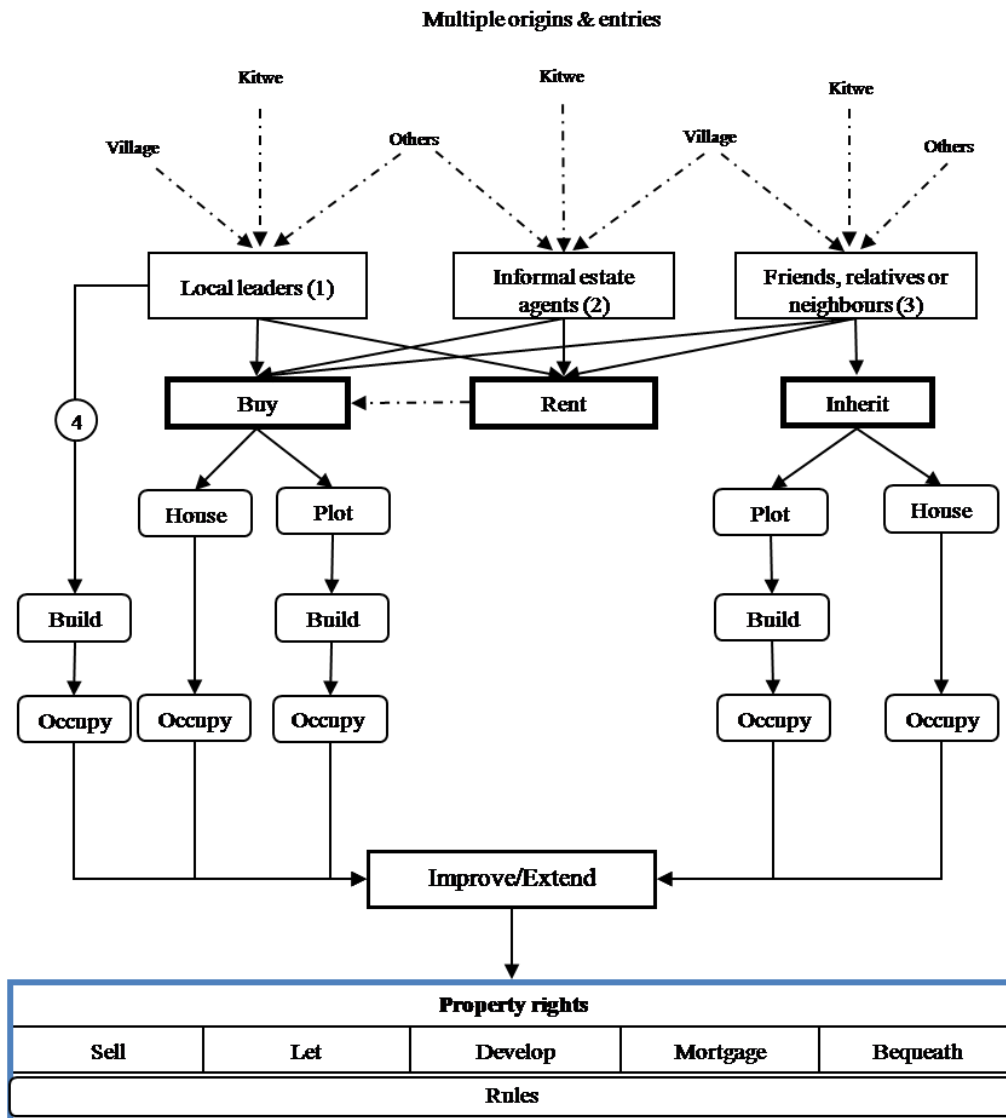 Multiple origins & entries
Kitwe
Kitwe
Kitwe
Village
Others
Village
Others
Local leaders (1)
Informal estate
agents (2)
Friends, relatives or
neighbours (3)
Buy
Rent
Inherit
4
House
Plot
Plot
House
Build
Build
Build
Occupy
Occupy
Occupy
Occupy
Occupy
Improve/Extend
Property rights
Sell
Let
Develop
Mortgage
Bequeath
Rules